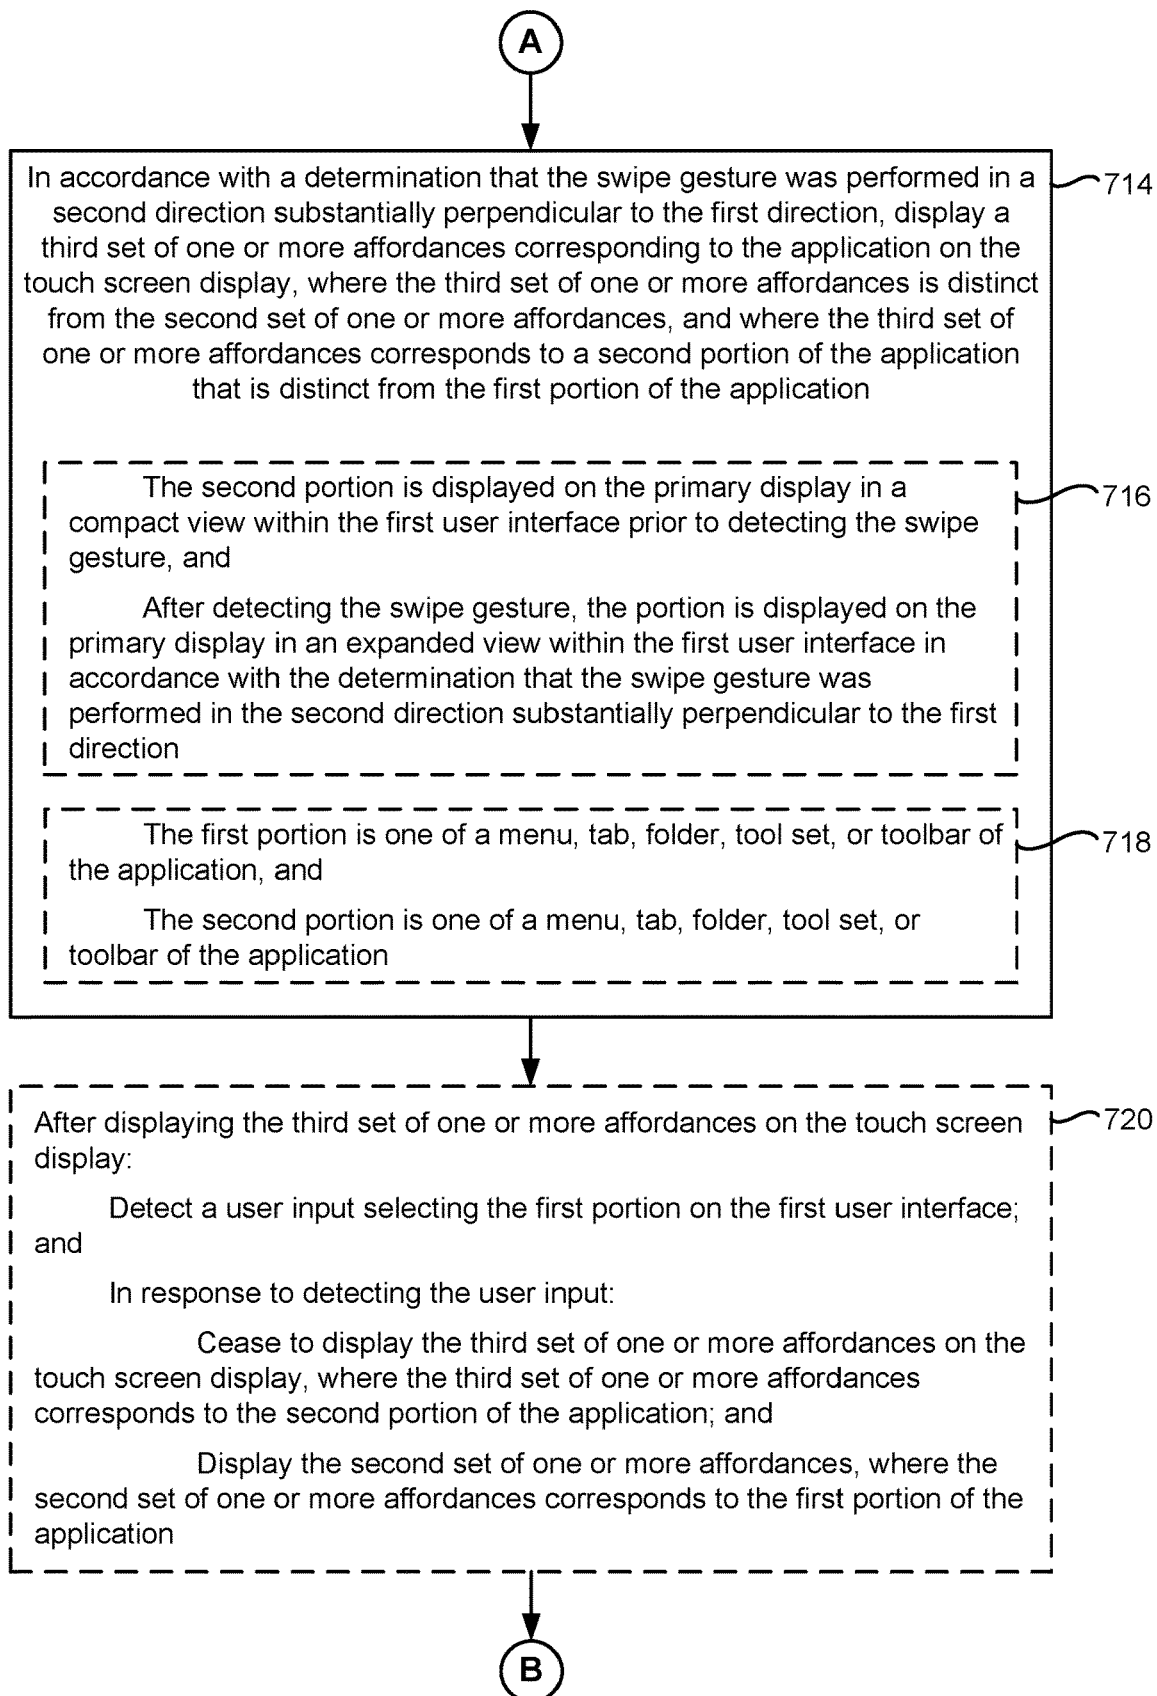 A
In accordance with a determination that the swipe gesture was performed in a
second direction substantially perpendicular to the first direction, display a
third set of one or more affordances corresponding to the application on the
touch screen display, where the third set of one or more affordances is distinct
from the second set of one or more affordances, and where the third set of
one or more affordances corresponds to a second portion of the application
that is distinct from the first portion of the application
714
The second portion is displayed on the primary display in a
compact view within the first user interface prior to detecting the swipe
gesture, and
After detecting the swipe gesture, the portion is displayed on the
primary display in an expanded view within the first user interface in
accordance with the determination that the swipe gesture was
performed in the second direction substantially perpendicular to the first
direction
716
The first portion is one of a menu, tab, folder, tool set, or toolbar of
the application, and
The second portion is one of a menu, tab, folder, tool set, or
toolbar of the application
718
After displaying the third set of one or more affordances on the touch screen
display:
Detect a user input selecting the first portion on the first user interface;
and
In response to detecting the user input:
Cease to display the third set of one or more affordances on the
touch screen display, where the third set of one or more affordances
corresponds to the second portion of the application; and
Display the second set of one or more affordances, where the
second set of one or more affordances corresponds to the first portion of the
application
720
B